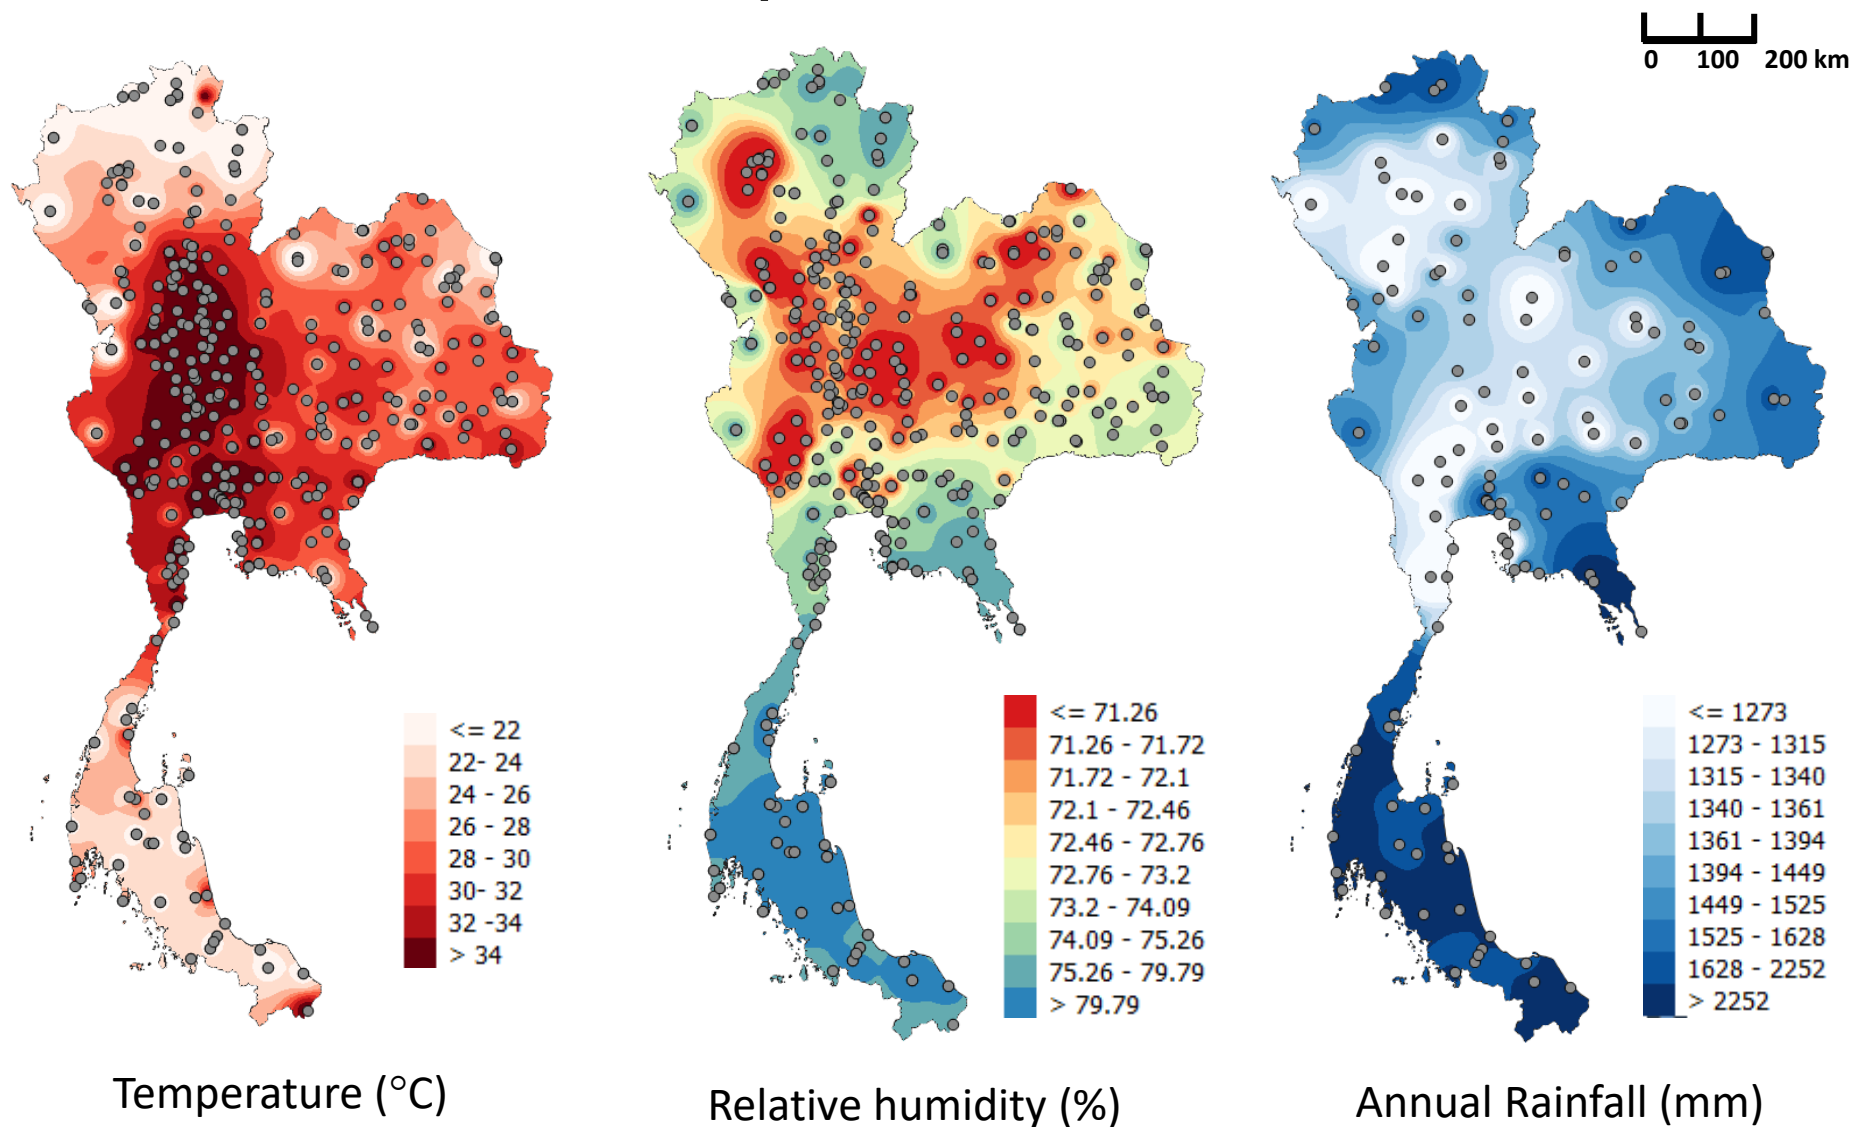 0 100 200 km
<= 22
22- 24
24 - 26
26 - 28
28 - 30
30- 32
32 -34
> 34
<= 71.26
71.26 - 71.72
71.72 - 72.1
72.1 - 72.46
72.46 - 72.76
72.76 - 73.2
73.2 - 74.09
74.09 - 75.26
75.26 - 79.79
> 79.79
<= 1273
1273 - 1315
1315 - 1340
1340 - 1361
1361 - 1394
1394 - 1449
1449 - 1525
1525 - 1628
1628 - 2252
> 2252
Temperature (°C)
Relative humidity (%)
Annual Rainfall (mm)